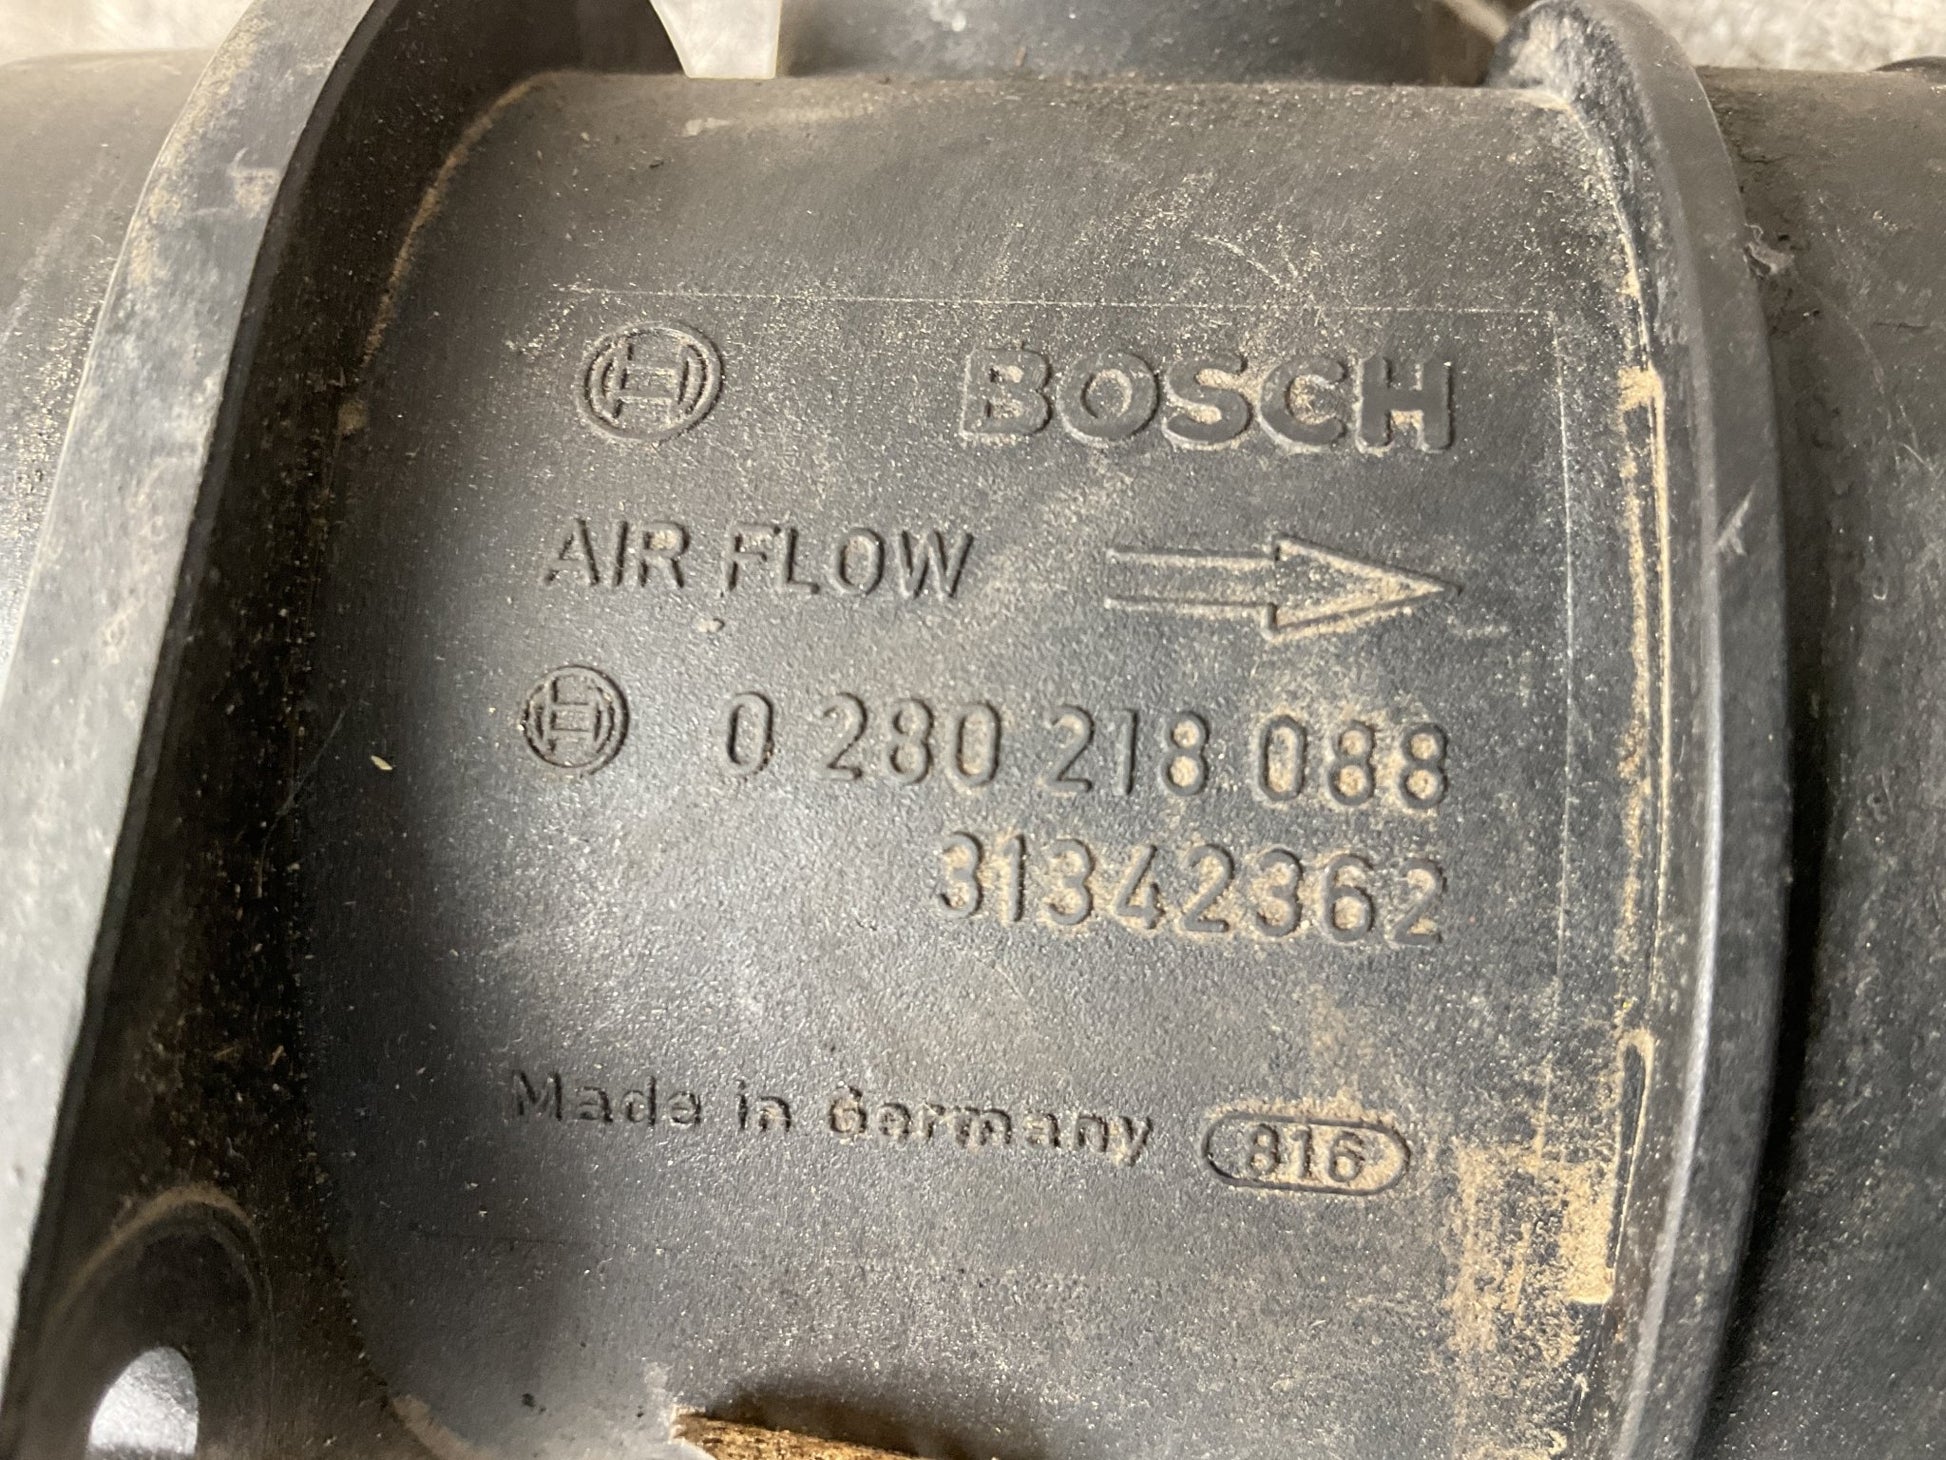 BOSCH
AIR FLOW
0 280 218 088
31342362
Made in Germany 816